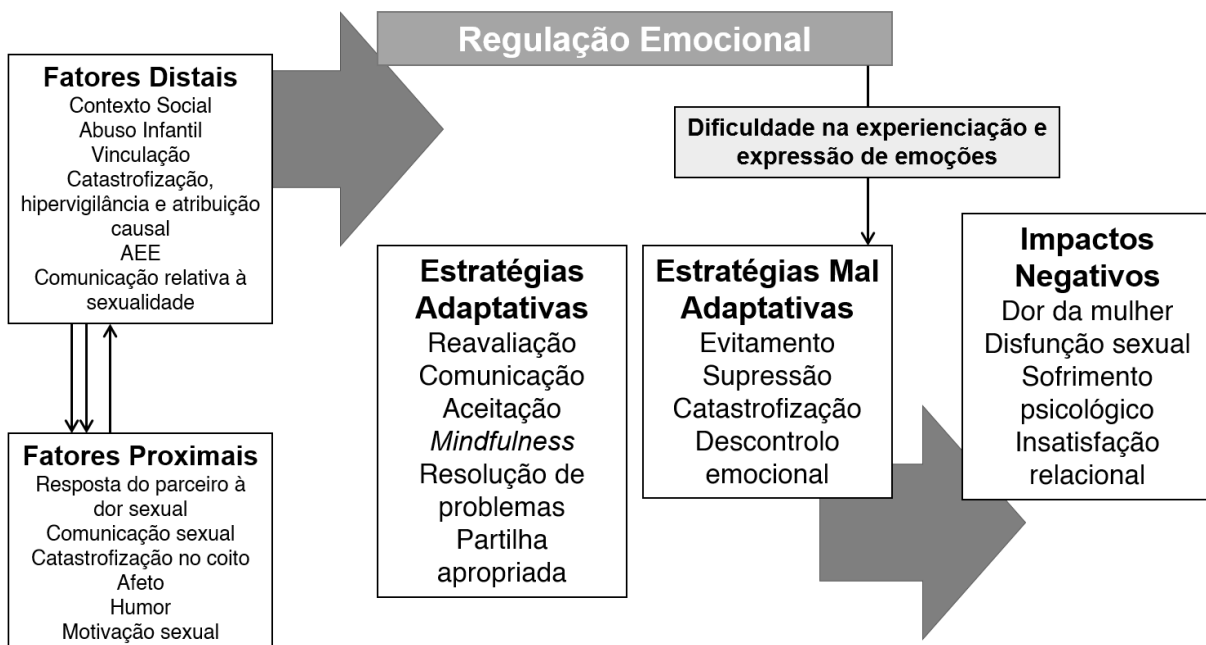 Regulação Emocional
Fatores Distais
Contexto Social
Abuso Infantil
Vinculação
Catastrofização,
hipervigilância e atribuição
causal
AEE
Comunicação relativa à
sexualidade
Fatores Proximais
Resposta do parceiro à
dor sexual
Comunicação sexual
Catastrofização no coito
Afeto
Humor
Motivação sexual
Dificuldade na experienciação e
expressão de emoções
Estratégias
Adaptativas
Reavaliação
Comunicação
Aceitação
Mindfulness
Resolução de
problemas
Partilha
apropriada
Estratégias Mal
Adaptativas
Evitamento
Supressão
Catastrofização
Descontrolo
emocional
Impactos
Negativos
Dor da mulher
Disfunção sexual
Sofrimento
psicológico
Insatisfação
relacional